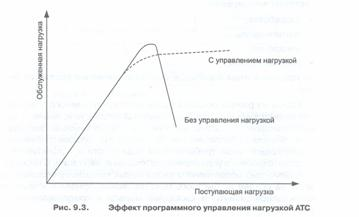 Обслуженная нагрузка
С управлением нагрузкой
Без управления нагрузкой
Поступающая нагрузка
Рис. 9.3. Эффект программного управления нагрузкой АТС